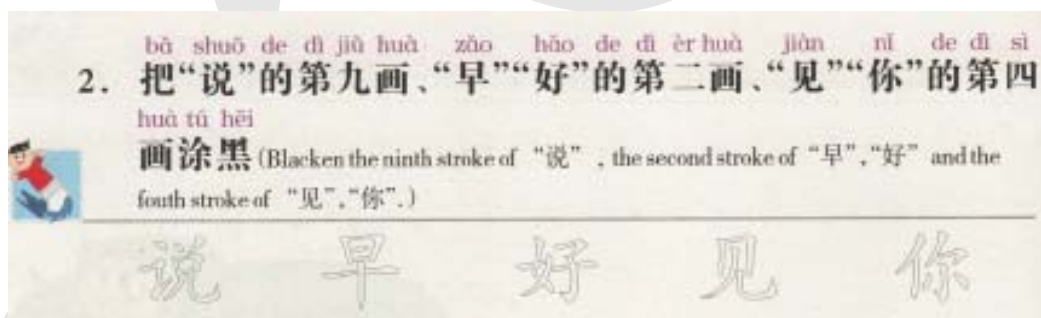 bǎ shuō de dì jiǔ huà zǎo hǎo de dì èr huà jiàn nǐ de dì sì
2. 把“说”的第九画、“早”“好”的第二画、“见”“你”的第四
huà tú hēi
画涂黑 (Blacken the ninth stroke of “说”, the second stroke of “早”,“好” and the
fouth stroke of “见”,“你”.)
说 早 好 见 你